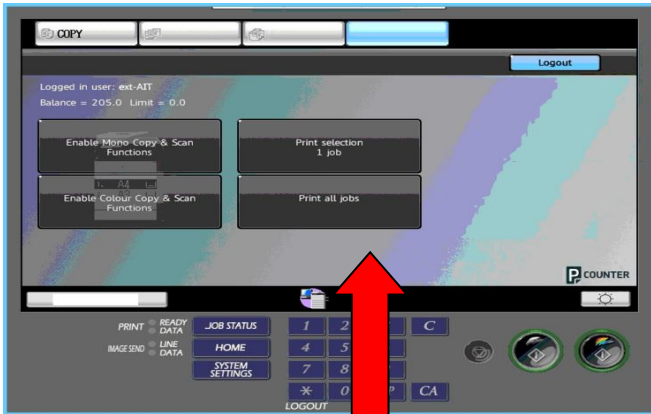 COPY
Logout
Logged in user: ext-AIT
Balance = 205.0 Limit = 0.0
Enable Mono Copy & Scan
Functions
Print selection
1 job
A4
Enable Colour Copy & Scan
Functions
Print all jobs
P COUNTER
PRINT READY
DATA
JOB STATUS
1 2 C
IMAGE SEND LINE
DATA
HOME
4 5
SYSTEM
SETTINGS
7 8
* 0 P CA
LOGOUT